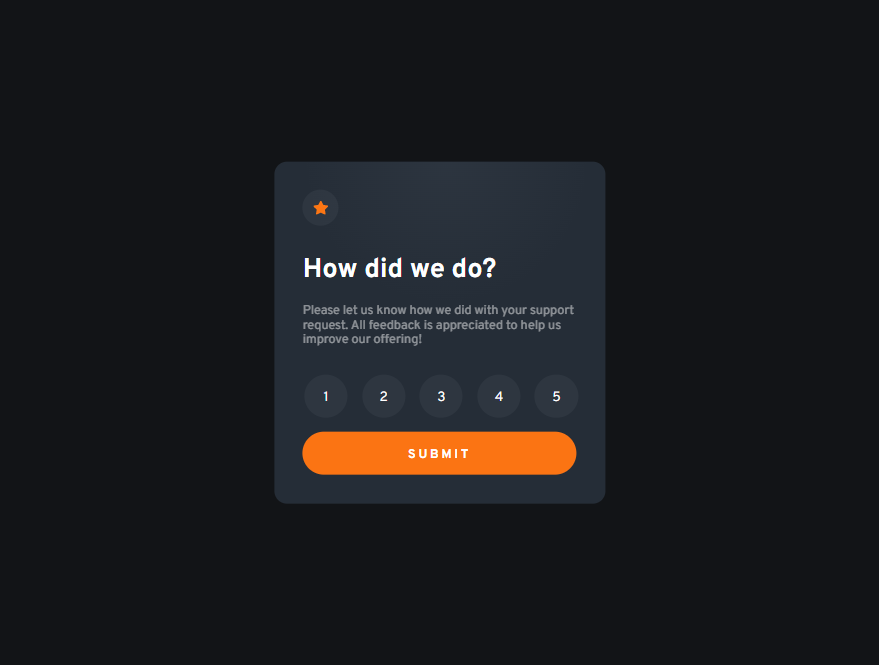 How did we do?
Please let us know how we did with your support
request. All feedback is appreciated to help us
improve our offering!
1 2 3 4 5
SUBMIT